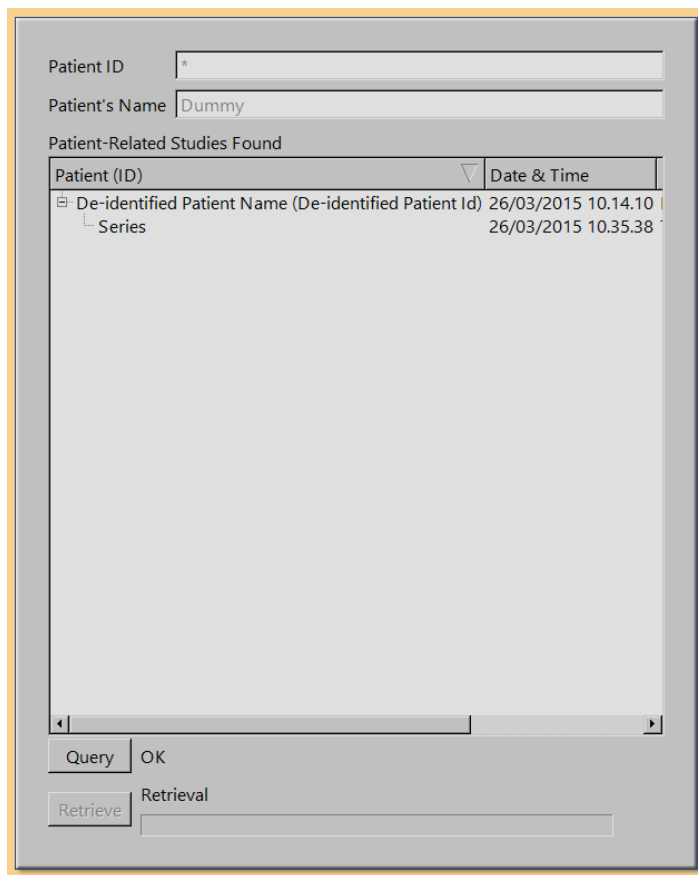 Patient ID *
Patient's Name Dummy
Patient-Related Studies Found
Patient (ID) Date & Time
De-identified Patient Name (De-identified Patient Id) 26/03/2015 10.14.10
Series 26/03/2015 10.35.38
Query OK
Retrieval
Retrieve